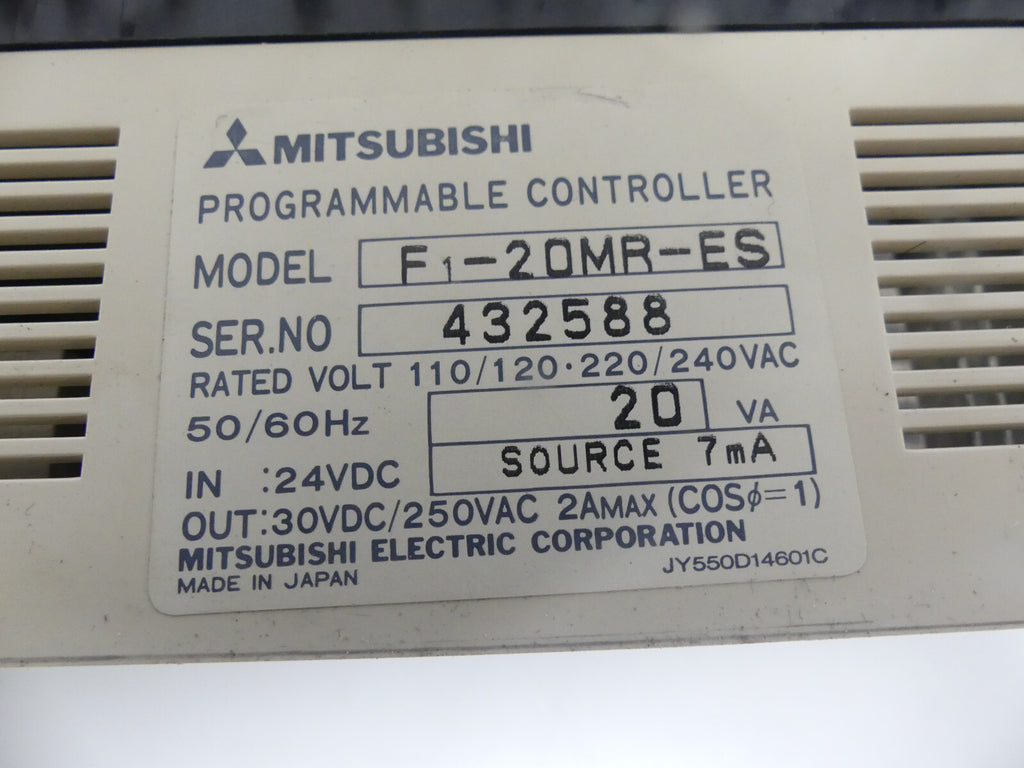 MITSUBISHI
PROGRAMMABLE CONTROLLER
MODEL F1-20MR-ES
SER.NO 432588
RATED VOLT 110/120·220/240VAC
50/60Hz 20 VA
IN :24VDC SOURCE 7mA
OUT:30VDC/250VAC 2AMAX (COSφ=1)
MITSUBISHI ELECTRIC CORPORATION
MADE IN JAPAN JY550D14601C